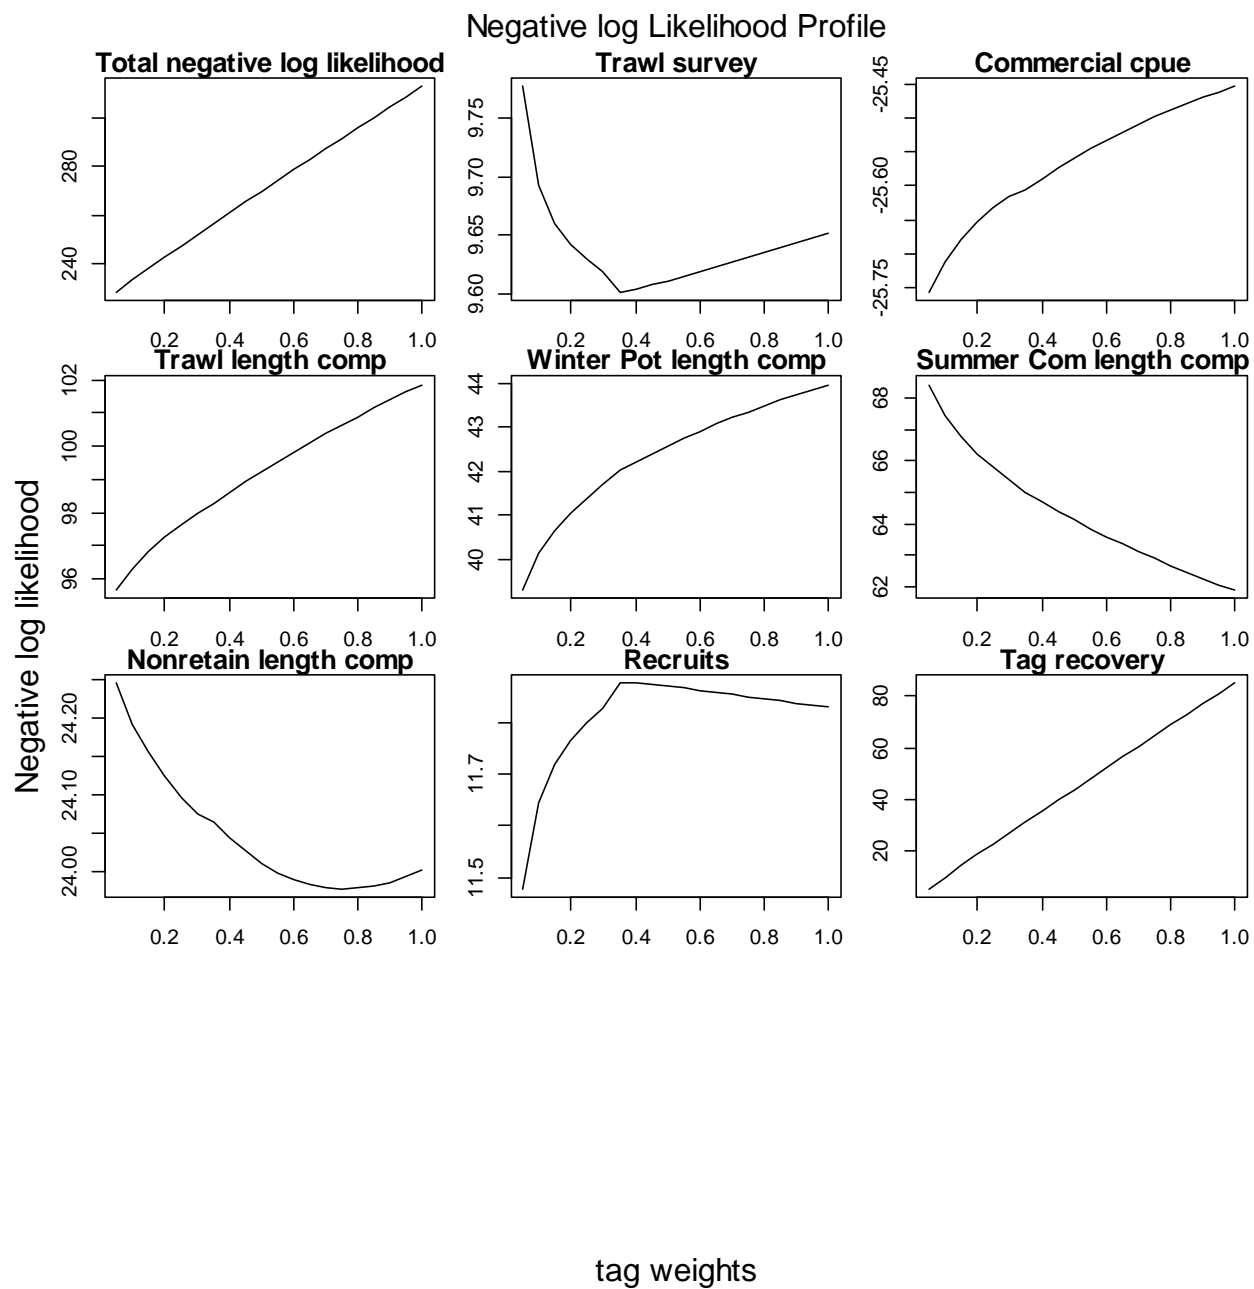 Negative log Likelihood Profile
Total negative log likelihood
240 280
0.2 0.4 0.6 0.8 1.0
Trawl survey
9.60 9.65 9.70 9.75
0.2 0.4 0.6 0.8 1.0
Commercial cpue
-25.75 -25.60 -25.45
0.2 0.4 0.6 0.8 1.0
Trawl length comp
96 98 100 102
0.2 0.4 0.6 0.8 1.0
Winter Pot length comp
40 41 42 43 44
0.2 0.4 0.6 0.8 1.0
Summer Com length comp
62 64 66 68
0.2 0.4 0.6 0.8 1.0
Nonretain length comp
24.00 24.10 24.20
0.2 0.4 0.6 0.8 1.0
Recruits
11.5 11.7
0.2 0.4 0.6 0.8 1.0
Tag recovery
20 40 60 80
0.2 0.4 0.6 0.8 1.0
Negative log likelihood
tag weights